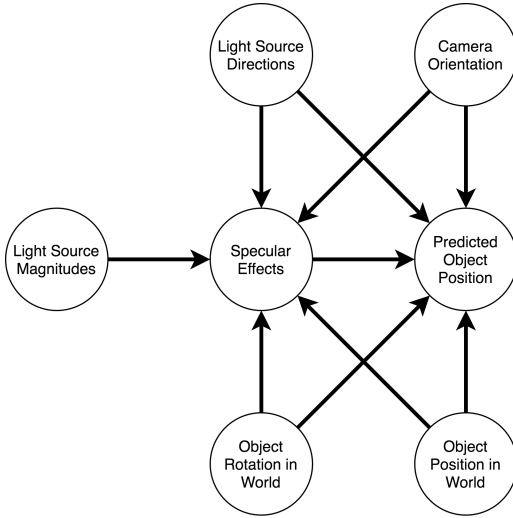 Light Source
Directions
Camera
Orientation
Light Source
Magnitudes
Specular
Effects
Predicted
Object
Position
Object
Rotation in
World
Object
Position in
World